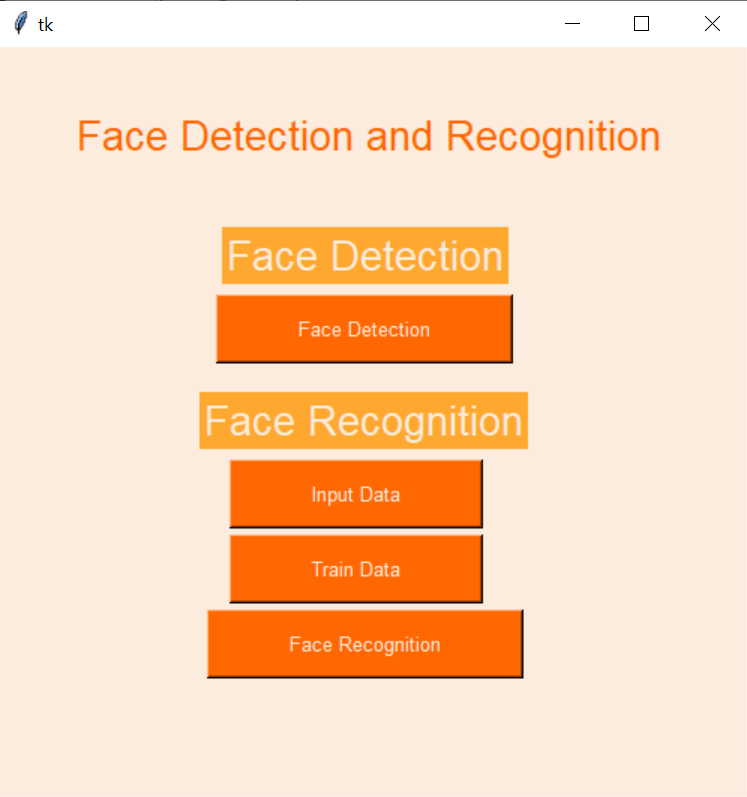 tk
Face Detection and Recognition
Face Detection
Face Detection
Face Recognition
Input Data
Train Data
Face Recognition